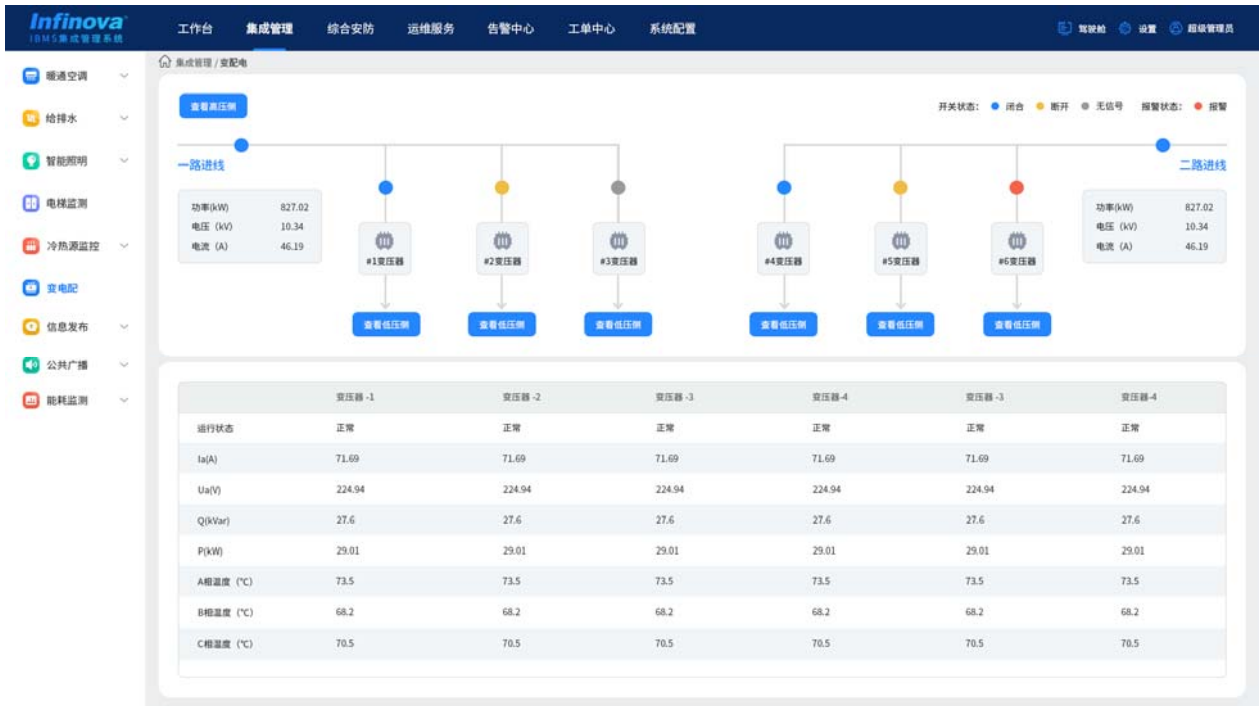 Infinova
IBMS集成管理系统
工作台 集成管理 综合安防 运维服务 告警中心 工单中心 系统配置
驾驶舱 设置 超级管理员
暖通空调
给排水
智能照明
电梯监测
冷热源监控
变电配
信息发布
公共广播
能耗监测
集成管理 / 变配电
查看高压侧
开关状态： 闭合 断开 无信号 报警状态： 报警
一路进线
功率(kW) 827.02
电压（kV） 10.34
电流（A） 46.19
二路进线
功率(kW) 827.02
电压（kV） 10.34
电流（A） 46.19
#1变压器 #2变压器 #3变压器 #4变压器 #5变压器 #6变压器
查看低压侧 查看低压侧 查看低压侧 查看低压侧 查看低压侧 查看低压侧
变压器 -1 变压器 -2 变压器 -3 变压器-4 变压器 -3 变压器-4
运行状态 正常 正常 正常 正常 正常 正常
Ia(A) 71.69 71.69 71.69 71.69 71.69 71.69
Ua(V) 224.94 224.94 224.94 224.94 224.94 224.94
Q(kVar) 27.6 27.6 27.6 27.6 27.6 27.6
P(kW) 29.01 29.01 29.01 29.01 29.01 29.01
A相温度（℃） 73.5 73.5 73.5 73.5 73.5 73.5
B相温度（℃） 68.2 68.2 68.2 68.2 68.2 68.2
C相温度（℃） 70.5 70.5 70.5 70.5 70.5 70.5